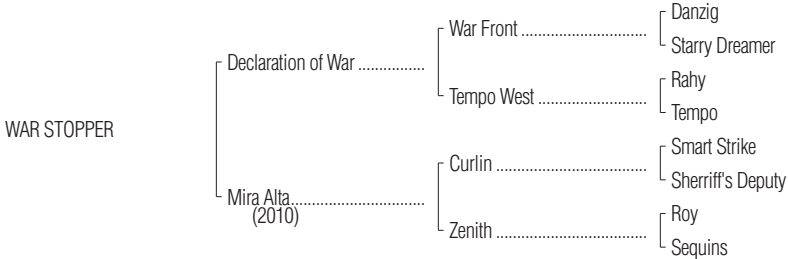 Danzig
War Front ..........................
Starry Dreamer
Declaration of War ..............
Rahy
Tempo West ......................
Tempo
WAR STOPPER
Smart Strike
Curlin ................................
Sherriff's Deputy
Mira Alta............................
(2010)
Roy
Zenith ................................
Sequins